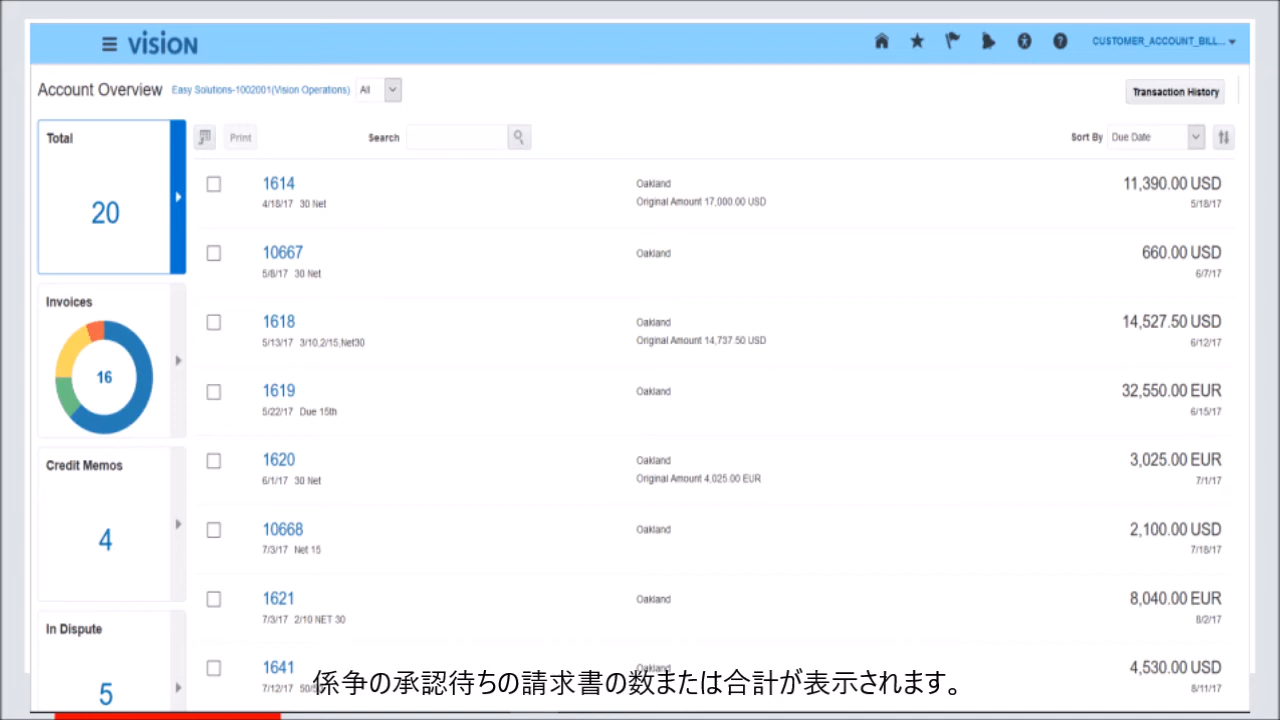 VISION
CUSTOMER_ACCOUNT_BILL...
Account Overview Easy Solutions-1002001(Vision Operations) All
Transaction History
Total
20
Invoices
16
Credit Memos
4
In Dispute
5
Print Search Sort By Due Date
1614 Oakland 11,390.00 USD
4/18/17 30 Net Original Amount 17,000.00 USD 5/18/17
10667 Oakland 660.00 USD
5/8/17 30 Net 6/7/17
1618 Oakland 14,527.50 USD
5/13/17 3/10,2/15,Net30 Original Amount 14,737.50 USD 6/12/17
1619 Oakland 32,550.00 EUR
5/22/17 Due 15th 6/15/17
1620 Oakland 3,025.00 EUR
6/1/17 30 Net Original Amount 4,025.00 EUR 7/1/17
10668 Oakland 2,100.00 USD
7/3/17 Net 15 7/18/17
1621 Oakland 8,040.00 EUR
7/3/17 2/10 NET 30 8/2/17
1641 Oakland 4,530.00 USD
7/12/17 8/11/17
係争の承認待ちの請求書の数または合計が表示されます。